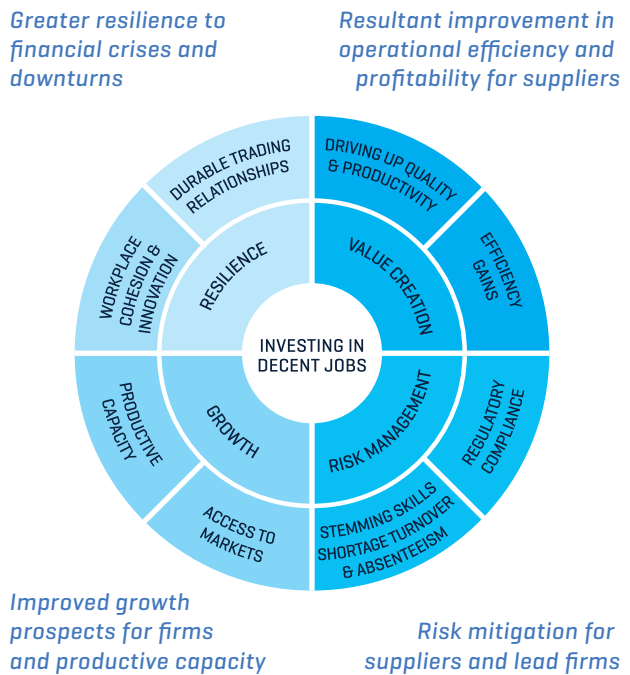 Greater resilience to
financial crises and
downturns
Resultant improvement in
operational efficiency and
profitability for suppliers
DURABLE TRADING
RELATIONSHIPS
DRIVING UP QUALITY
& PRODUCTIVITY
WORKPLACE
COHESION &
INNOVATION
RESILIENCE
VALUE CREATION
EFFICIENCY
GAINS
INVESTING IN
DECENT JOBS
PRODUCTIVE
CAPACITY
GROWTH
RISK MANAGEMENT
REGULATORY
COMPLIANCE
ACCESS TO
MARKETS
STEMMING SKILLS
SHORTAGE TURNOVER
& ABSENTEEISM
Improved growth
prospects for firms
and productive capacity
Risk mitigation for
suppliers and lead firms